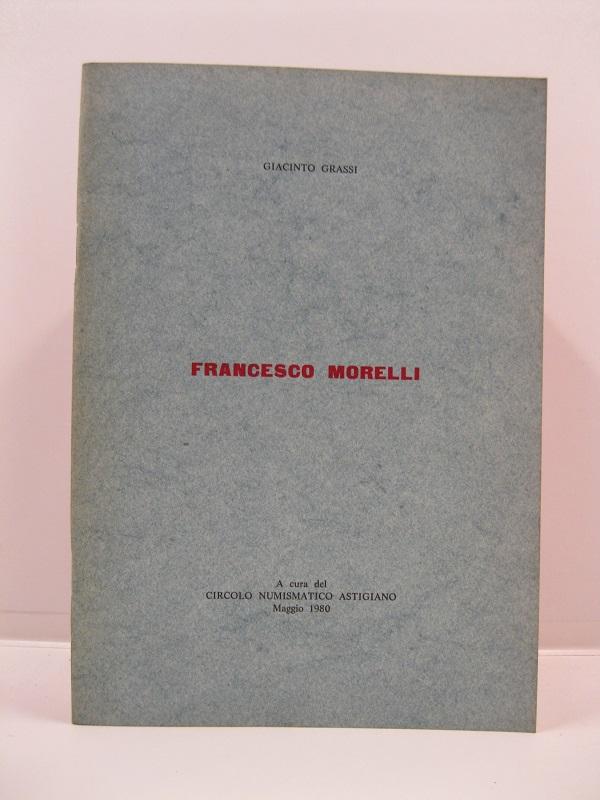 GIACINTO GRASSI
FRANCESCO MORELLI
A cura del
CIRCOLO NUMISMATICO ASTIGIANO
Maggio 1980